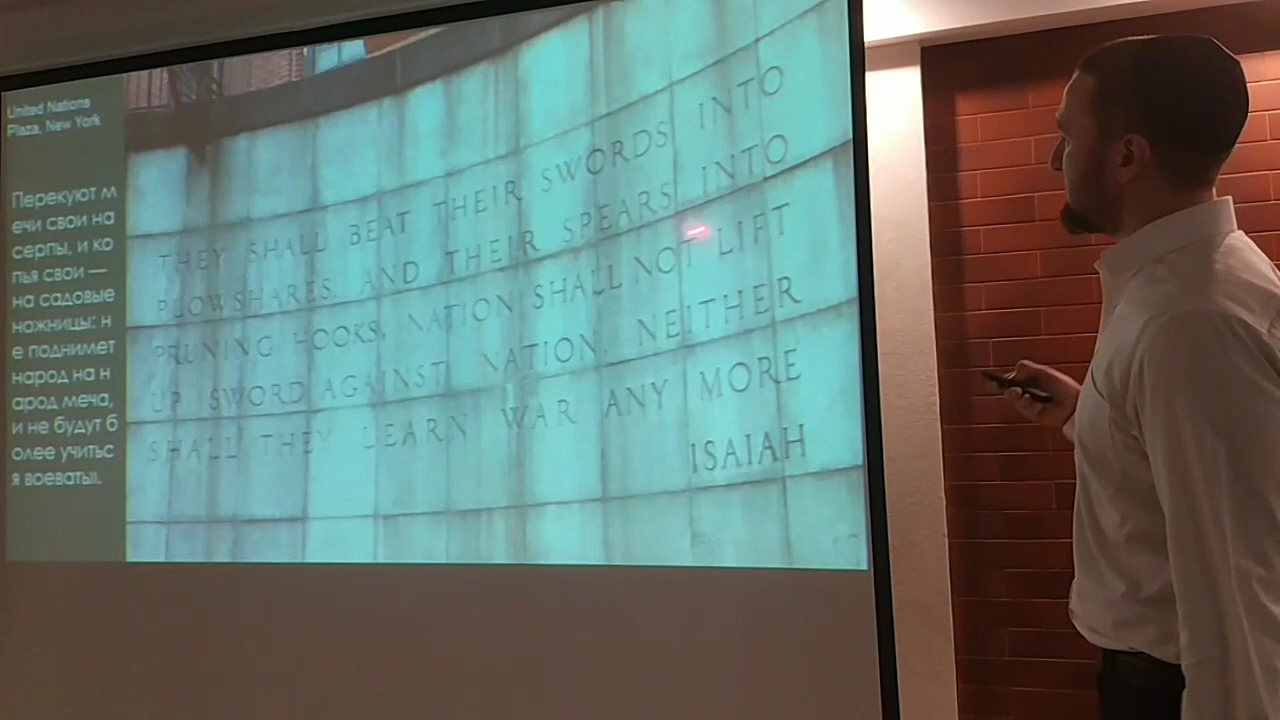 United Nations
Plaza, New York
Перекуют м
ечи свои на
серпы, и ко
пья свои —
на садовые
ножницы: н
е поднимет
народ на н
арод меча,
и не будут б
олее учитьс
я воевать».
THEY SHALL BEAT THEIR SWORDS INTO
PLOWSHARES. AND THEIR SPEARS INTO
PRUNING HOOKS. NATION SHALL NOT LIFT
UP SWORD AGAINST NATION. NEITHER
SHALL THEY LEARN WAR ANY MORE
ISAIAH